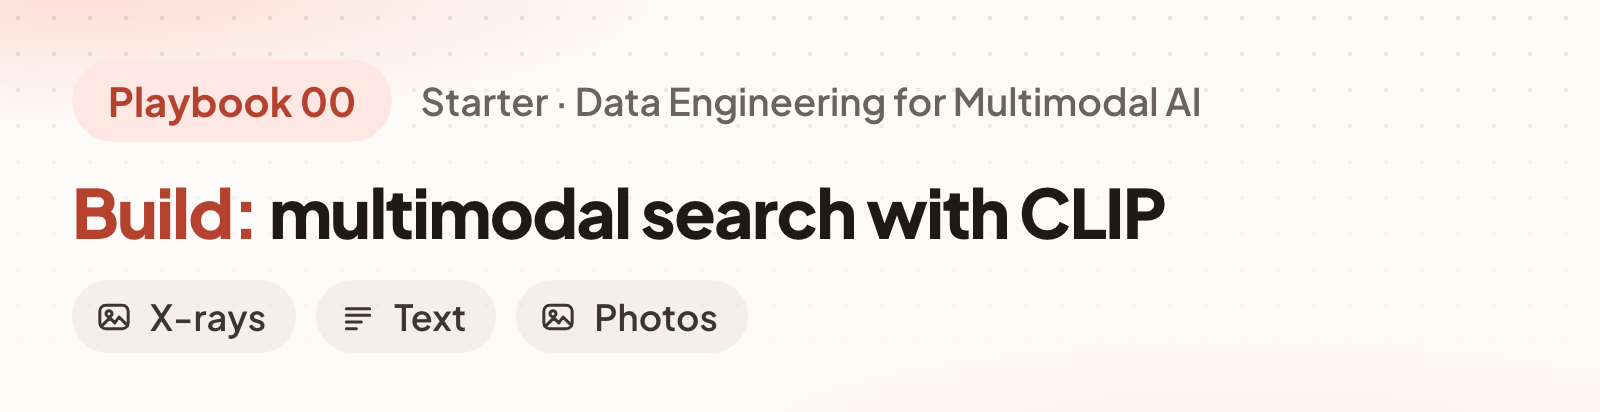 Playbook 00 Starter · Data Engineering for Multimodal AI
Build: multimodal search with CLIP
X-rays Text Photos